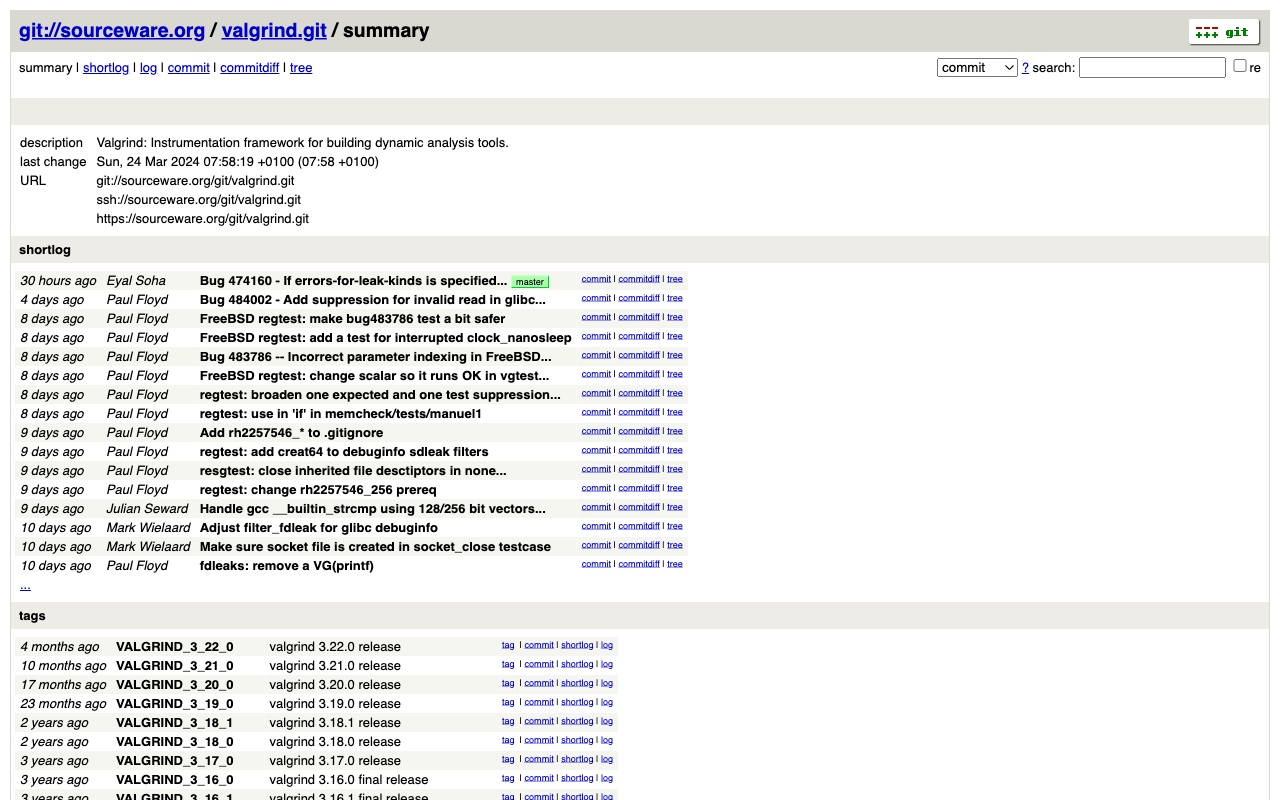 git://sourceware.org / valgrind.git / summary
git
summary | shortlog | log | commit | commitdiff | tree
commit ? search: re
description Valgrind: Instrumentation framework for building dynamic analysis tools.
last change Sun, 24 Mar 2024 07:58:19 +0100 (07:58 +0100)
URL git://sourceware.org/git/valgrind.git
ssh://sourceware.org/git/valgrind.git
https://sourceware.org/git/valgrind.git
shortlog
30 hours ago Eyal Soha Bug 474160 - If errors-for-leak-kinds is specified... master commit | commitdiff | tree
4 days ago Paul Floyd Bug 484002 - Add suppression for invalid read in glibc... commit | commitdiff | tree
8 days ago Paul Floyd FreeBSD regtest: make bug483786 test a bit safer commit | commitdiff | tree
8 days ago Paul Floyd FreeBSD regtest: add a test for interrupted clock_nanosleep commit | commitdiff | tree
8 days ago Paul Floyd Bug 483786 -- Incorrect parameter indexing in FreeBSD... commit | commitdiff | tree
8 days ago Paul Floyd FreeBSD regtest: change scalar so it runs OK in vgtest... commit | commitdiff | tree
8 days ago Paul Floyd regtest: broaden one expected and one test suppression... commit | commitdiff | tree
8 days ago Paul Floyd regtest: use in 'if' in memcheck/tests/manuel1 commit | commitdiff | tree
9 days ago Paul Floyd Add rh2257546_* to .gitignore commit | commitdiff | tree
9 days ago Paul Floyd regtest: add creat64 to debuginfo sdleak filters commit | commitdiff | tree
9 days ago Paul Floyd resgtest: close inherited file desctiptors in none... commit | commitdiff | tree
9 days ago Paul Floyd regtest: change rh2257546_256 prereq commit | commitdiff | tree
9 days ago Julian Seward Handle gcc __builtin_strcmp using 128/256 bit vectors... commit | commitdiff | tree
10 days ago Mark Wielaard Adjust filter_fdleak for glibc debuginfo commit | commitdiff | tree
10 days ago Mark Wielaard Make sure socket file is created in socket_close testcase commit | commitdiff | tree
10 days ago Paul Floyd fdleaks: remove a VG(printf) commit | commitdiff | tree
...
tags
4 months ago VALGRIND_3_22_0 valgrind 3.22.0 release tag | commit | shortlog | log
10 months ago VALGRIND_3_21_0 valgrind 3.21.0 release tag | commit | shortlog | log
17 months ago VALGRIND_3_20_0 valgrind 3.20.0 release tag | commit | shortlog | log
23 months ago VALGRIND_3_19_0 valgrind 3.19.0 release tag | commit | shortlog | log
2 years ago VALGRIND_3_18_1 valgrind 3.18.1 release tag | commit | shortlog | log
2 years ago VALGRIND_3_18_0 valgrind 3.18.0 release tag | commit | shortlog | log
3 years ago VALGRIND_3_17_0 valgrind 3.17.0 release tag | commit | shortlog | log
3 years ago VALGRIND_3_16_0 valgrind 3.16.0 final release tag | commit | shortlog | log
3 years ago VALGRIND_3_16_1 valgrind 3.16.1 final release tag | commit | shortlog | log